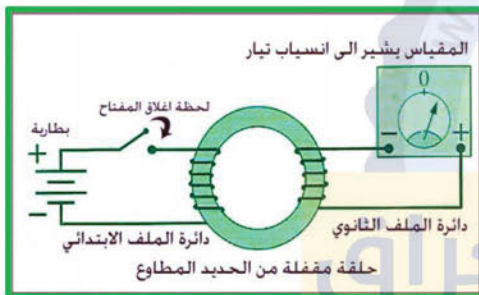 المقياس يشير الى انسياب تيار
0
لحظة اغلاق المفتاح
بطارية
+
−
− +
دائرة الملف الابتدائي
دائرة الملف الثانوي
حلقة مقفلة من الحديد المطاوع